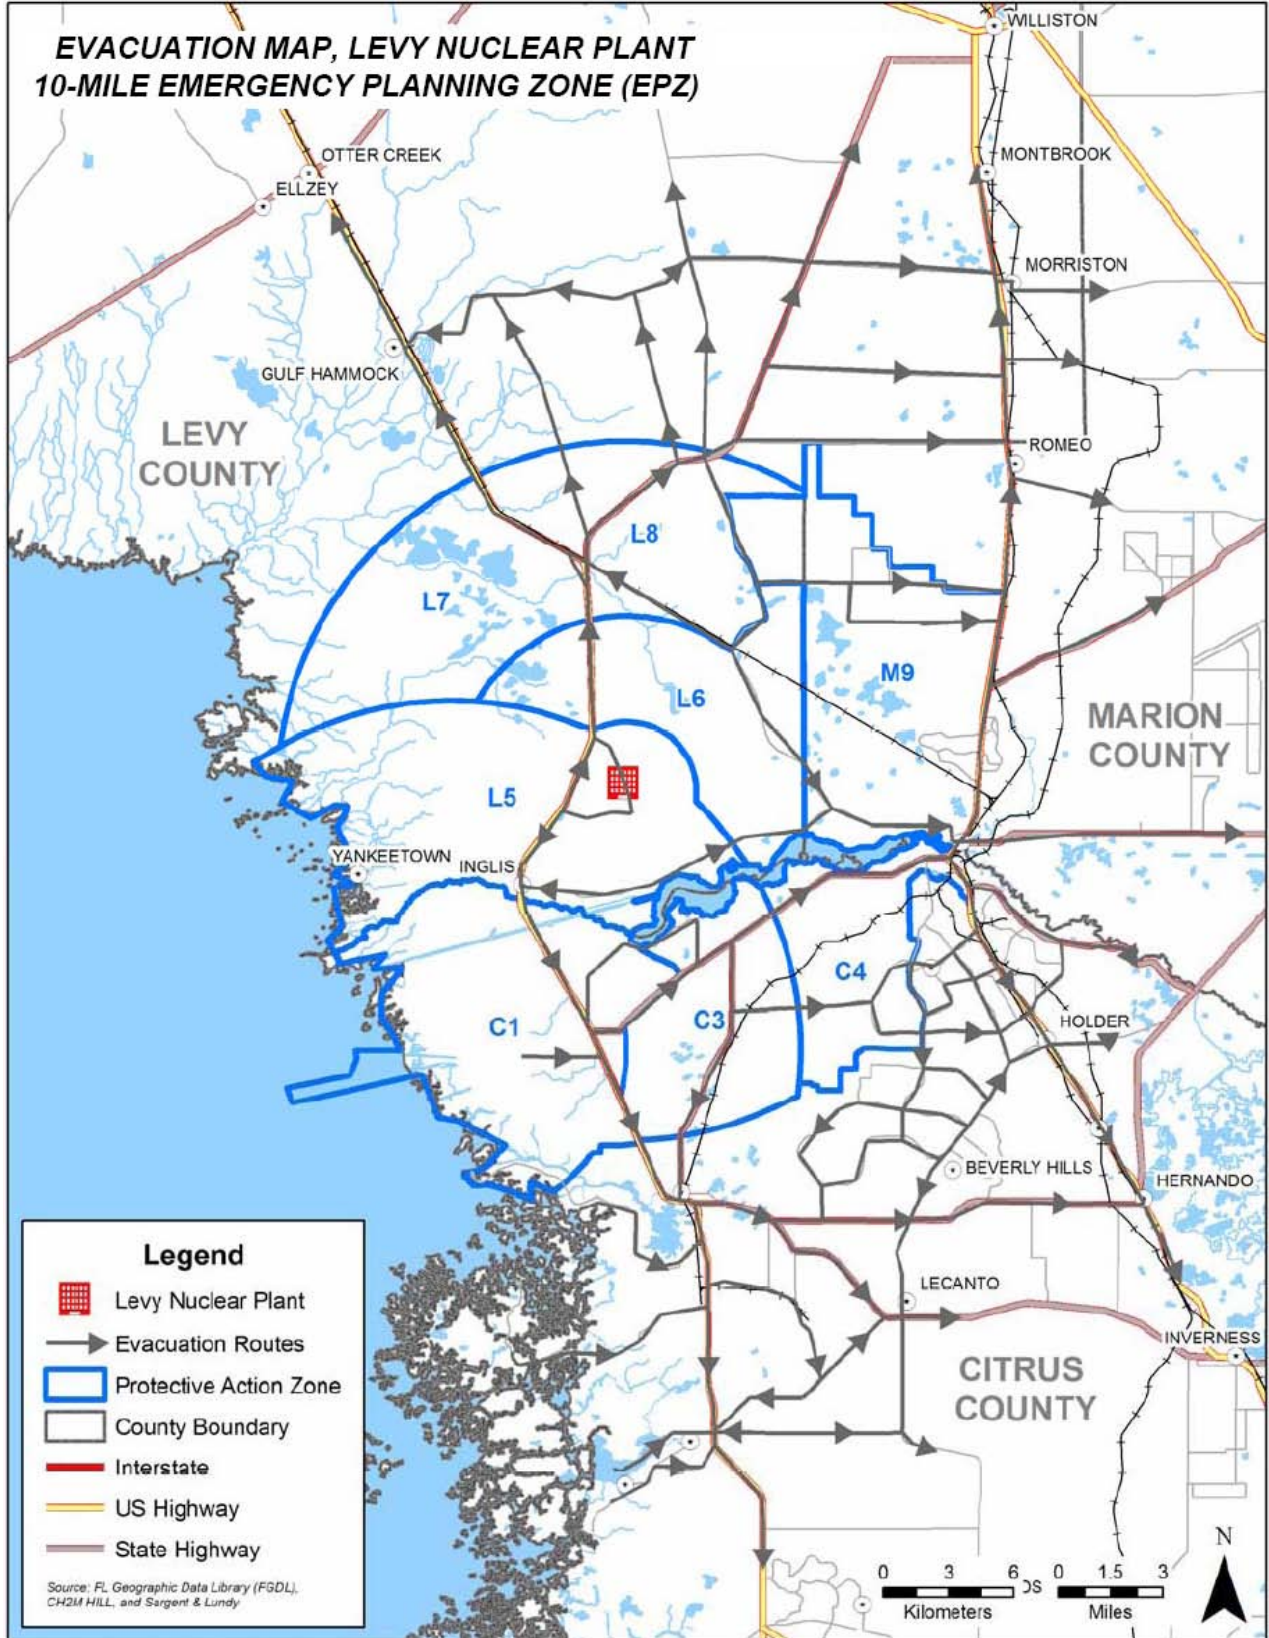 EVACUATION MAP, LEVY NUCLEAR PLANT
10-MILE EMERGENCY PLANNING ZONE (EPZ)
WILLISTON
OTTER CREEK
MONTBROOK
ELLZEY
MORRISTON
GULF HAMMOCK
LEVY
COUNTY
ROMEO
L8
L7
M9
L6
MARION
COUNTY
L5
YANKEETOWN
INGLIS
C4
C1
C3
HOLDER
BEVERLY HILLS
HERNANDO
LECANTO
INVERNESS
CITRUS
COUNTY
Legend
Levy Nuclear Plant
Evacuation Routes
Protective Action Zone
County Boundary
Interstate
US Highway
State Highway
Source: FL Geographic Data Library (FGDL),
CH2M HILL, and Sargent & Lundy
N
0 3 6
Kilometers
0 1.5 3
Miles